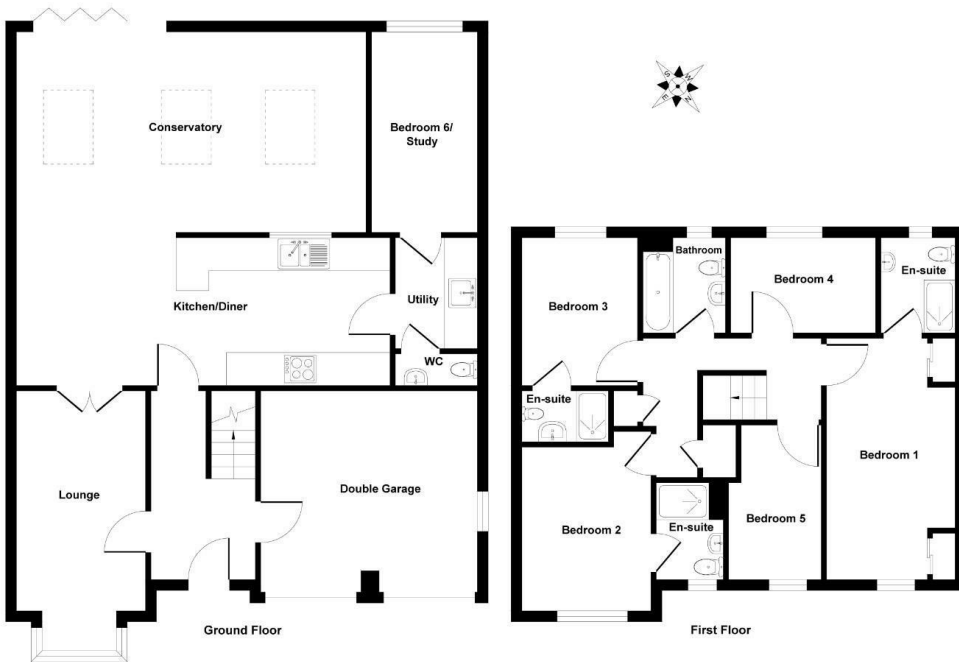 Conservatory
Bedroom 6/
Study
Kitchen/Diner
Utility
WC
Lounge
Double Garage
Ground Floor
S
W
E
N
Bedroom 3
Bathroom
Bedroom 4
En-suite
En-suite
Bedroom 1
Bedroom 2
En-suite
Bedroom 5
First Floor